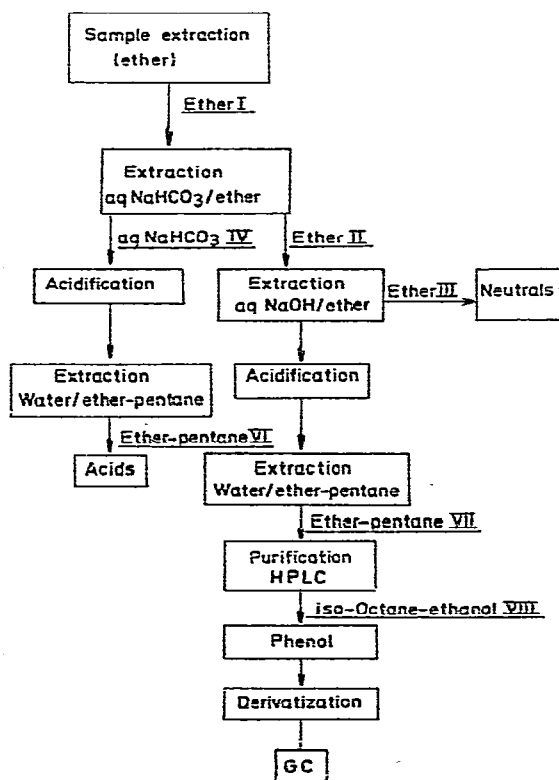 Sample extraction
(ether)
Ether I
Extraction
aq NaHCO3/ether
aq NaHCO3 IV
Ether II
Acidification
Extraction
aq NaOH/ether
Ether III
Neutrals
Extraction
Water/ether-pentane
Acidification
Ether-pentane VI
Acids
Extraction
Water/ether-pentane
Ether-pentane VII
Purification
HPLC
iso-Octane-ethanol VIII
Phenol
Derivatization
GC